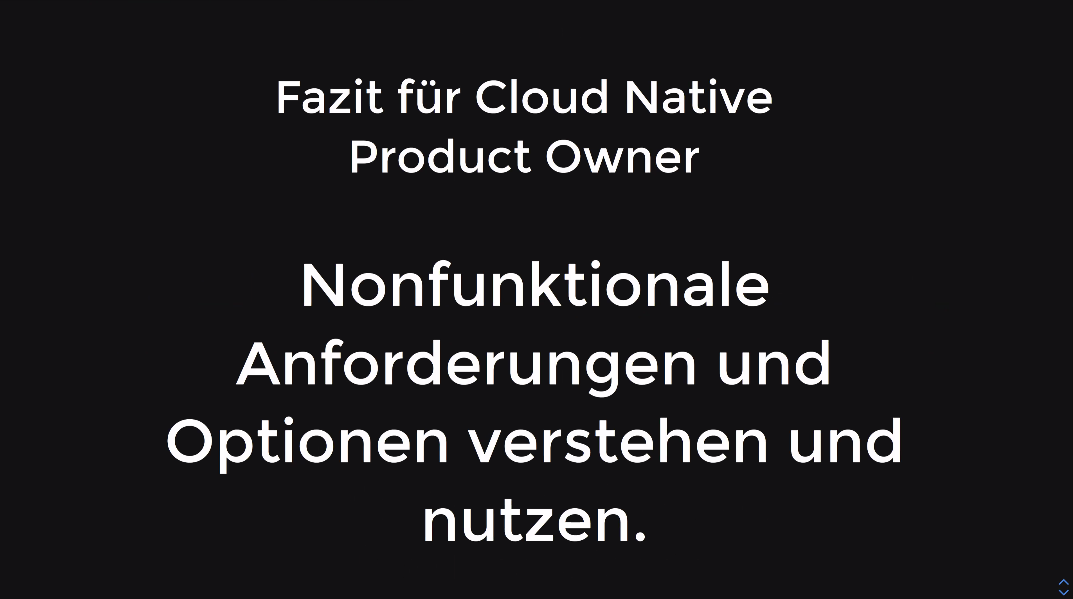 Fazit für Cloud Native
Product Owner
Nonfunktionale
Anforderungen und
Optionen verstehen und
nutzen.